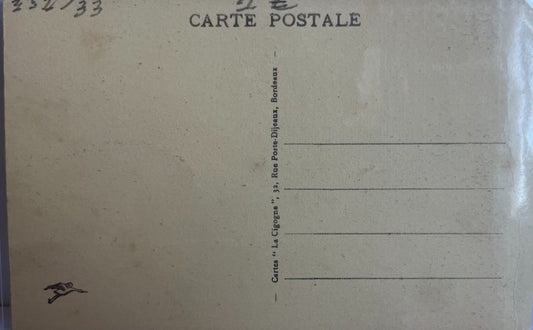 CARTE POSTALE
— Cartes "La Cigogne", 32, Rue Porte-Dijeaux, Bordeaux —